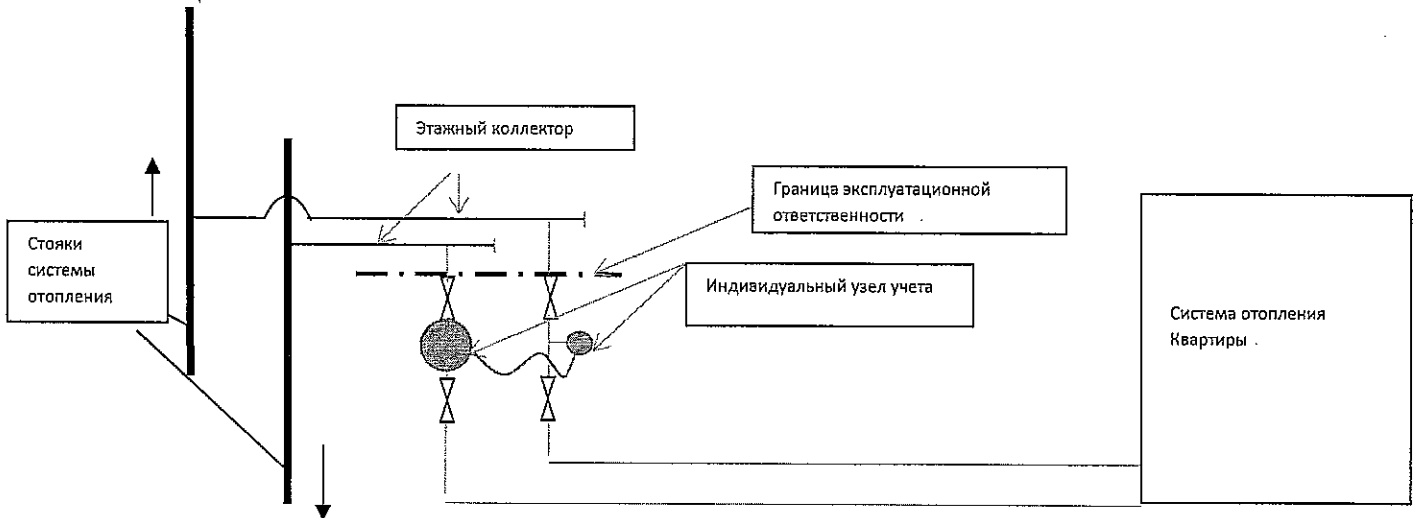 Этажный коллектор
Граница эксплуатационной
ответственности
Стояки
системы
отопления
Индивидуальный узел учета
Система отопления
Квартиры